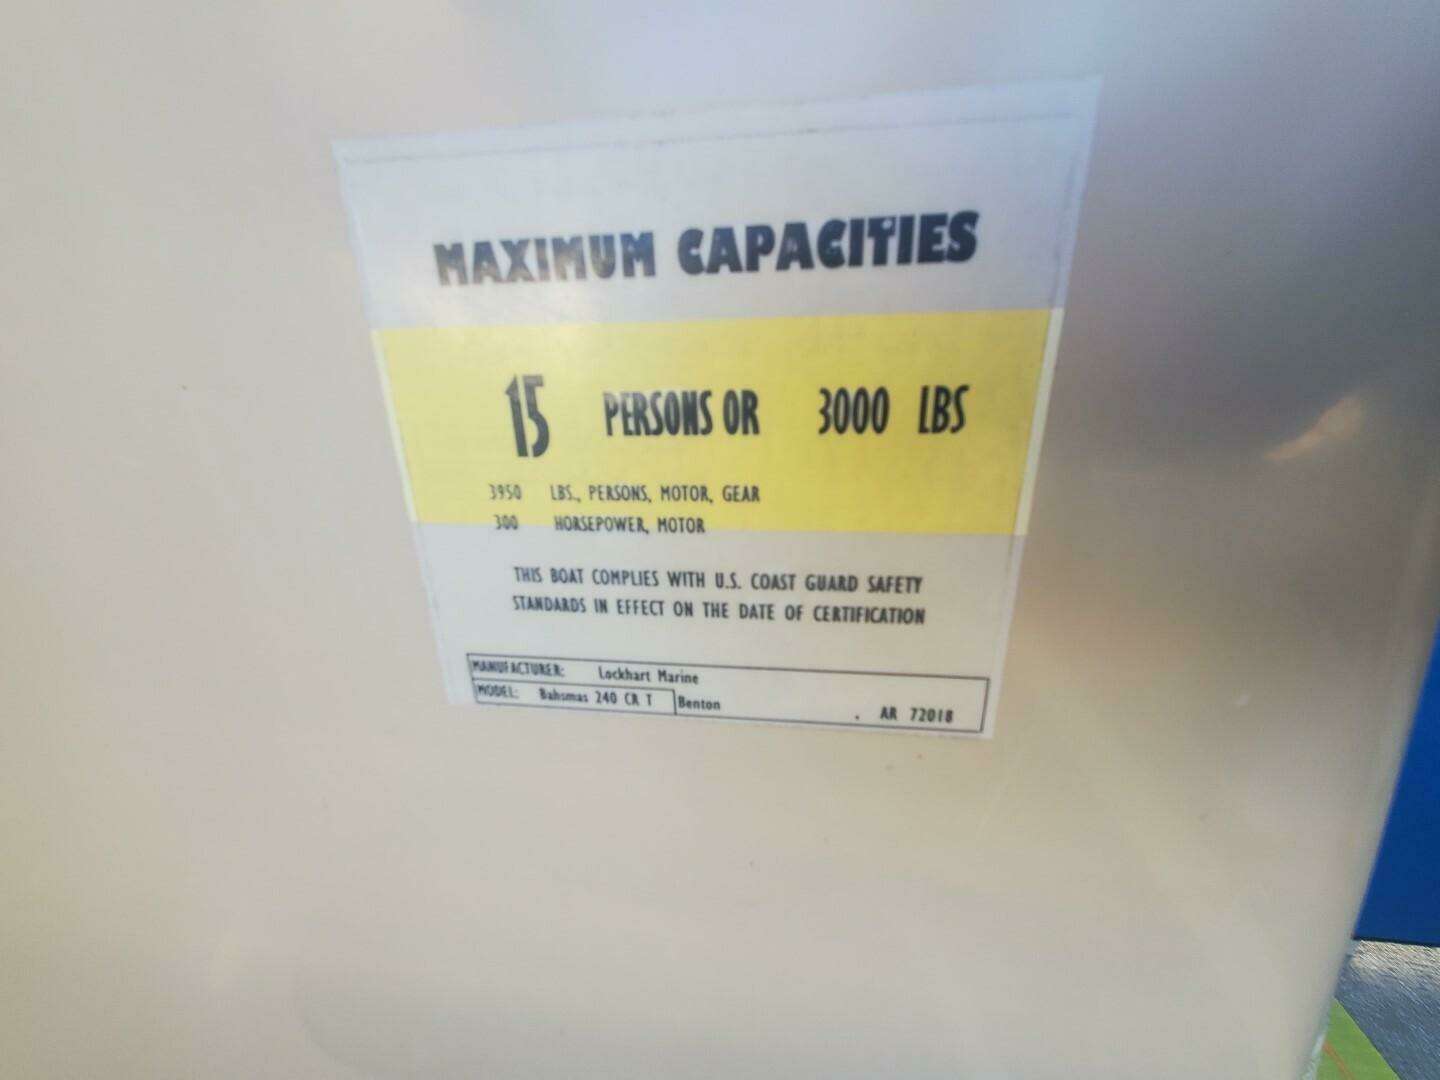 MAXIMUM CAPACITIES
15 PERSONS OR 3000 LBS
3950 LBS., PERSONS, MOTOR, GEAR
300 HORSEPOWER, MOTOR
THIS BOAT COMPLIES WITH U.S. COAST GUARD SAFETY
STANDARDS IN EFFECT ON THE DATE OF CERTIFICATION
MANUFACTURER: Lockhart Marine
MODEL: Bahsmas 240 CR T Benton . AR 72018